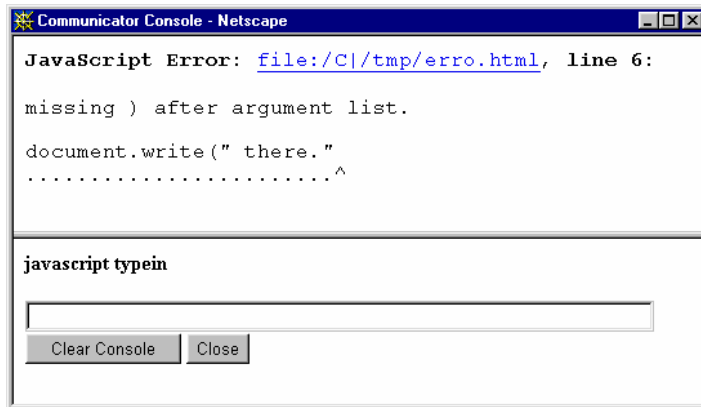 Communicator Console - Netscape
JavaScript Error: file:/C|/tmp/erro.html, line 6:
missing ) after argument list.
document.write(" there."
........................^
javascript typein
Clear Console Close